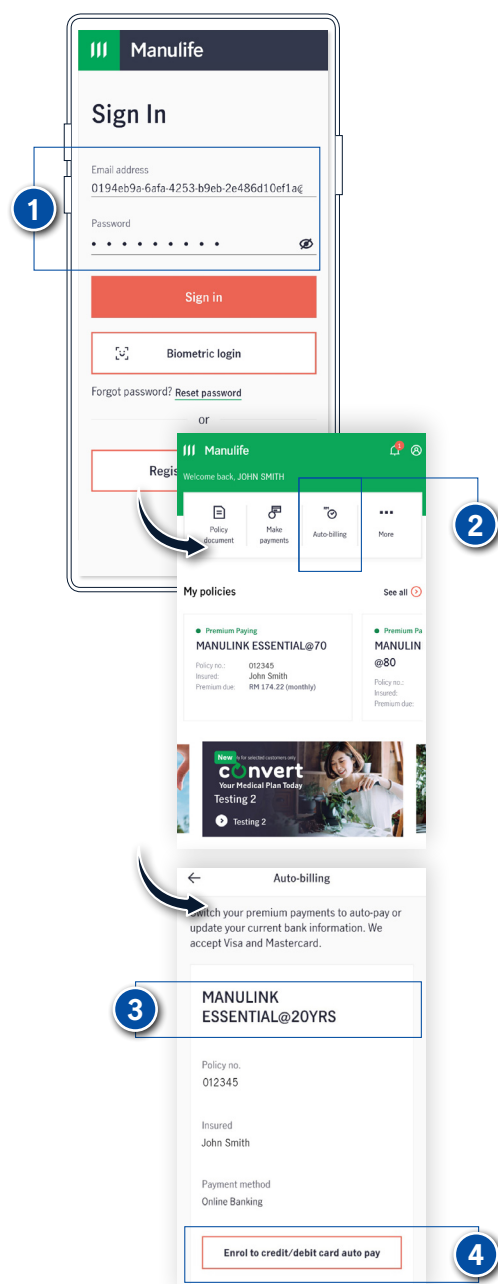 Manulife
Sign In
Email address
0194eb9a-6afa-4253-b9eb-2e486d10ef1a@
1
Password
Sign in
Biometric login
Forgot password? Reset password
or
Regis
Manulife
1
Welcome back, JOHN SMITH
2
Policy document
Make payments
Auto-billing
More
My policies
See all
Premium Paying
MANULINK ESSENTIAL@70
Policy no.: 012345
Insured: John Smith
Premium due: RM 174.22 (monthly)
Premium Pa
MANULIN
@80
Policy no.:
Insured:
Premium due:
New
for selected customers only
convert
Your Medical Plan Today
Testing 2
Testing 2
Auto-billing
Switch your premium payments to auto-pay or
update your current bank information. We
accept Visa and Mastercard.
3
MANULINK
ESSENTIAL@20YRS
Policy no.
012345
Insured
John Smith
Payment method
Online Banking
Enrol to credit/debit card auto pay
4